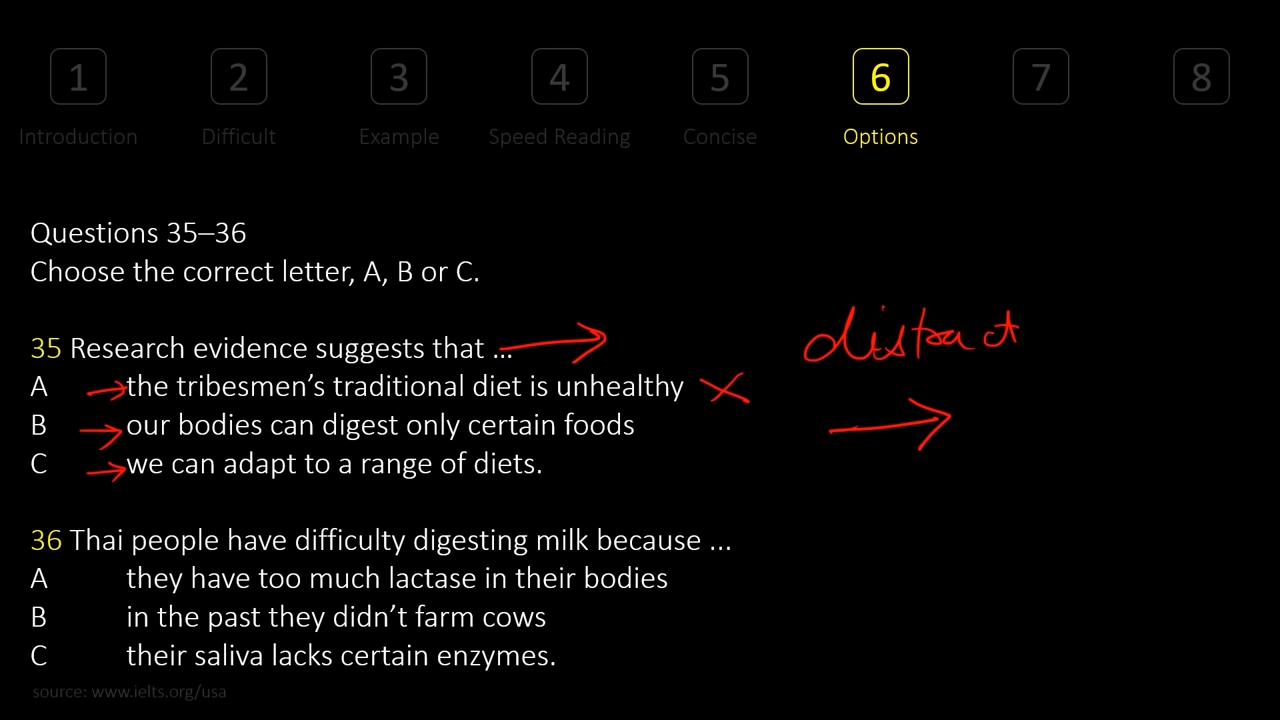 1 2 3 4 5 6 7 8
Introduction Difficult Example Speed Reading Concise Options
Questions 35–36
Choose the correct letter, A, B or C.
35 Research evidence suggests that ...
distract
A the tribesmen’s traditional diet is unhealthy
B our bodies can digest only certain foods
C we can adapt to a range of diets.
36 Thai people have difficulty digesting milk because ...
A they have too much lactase in their bodies
B in the past they didn’t farm cows
C their saliva lacks certain enzymes.
source: www.ielts.org/usa